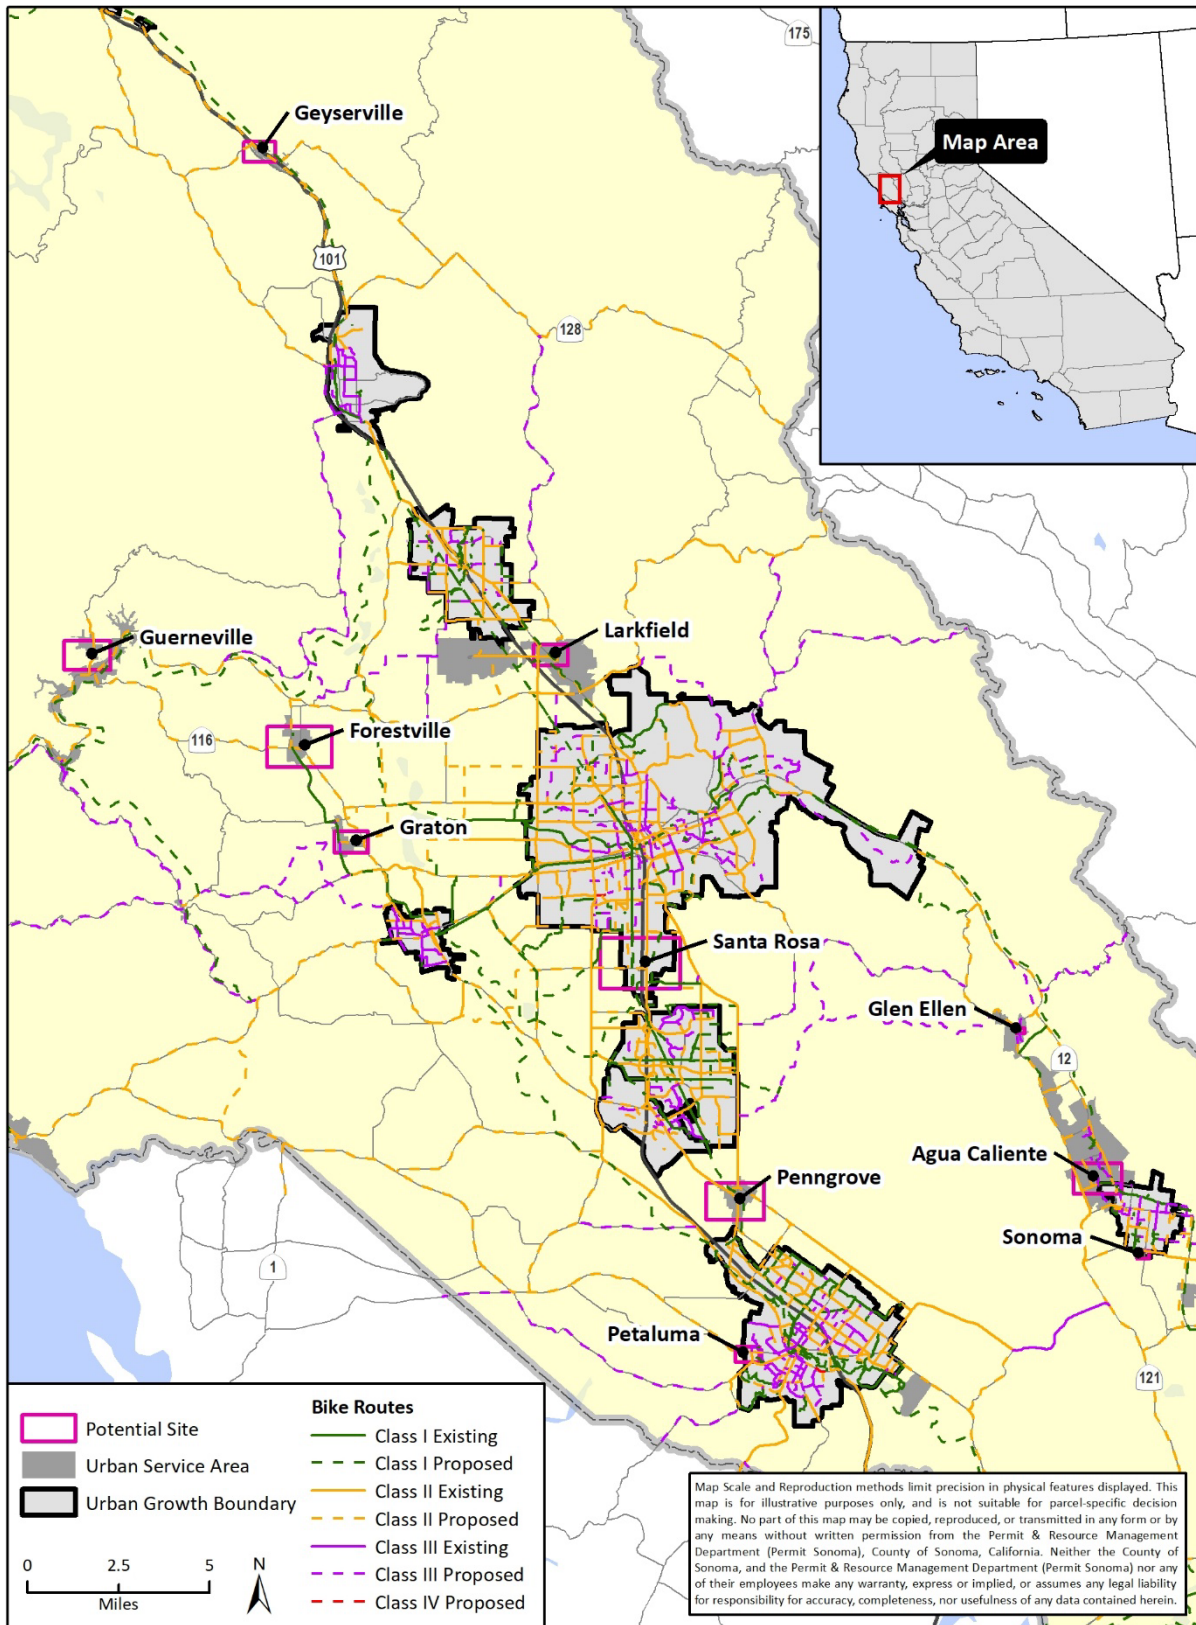 175
Geyserville
Map Area
101
128
Guerneville
Larkfield
116
Forestville
Graton
Santa Rosa
Glen Ellen
12
Agua Caliente
Penngrove
Sonoma
1
Petaluma
121
Potential Site
Urban Service Area
Urban Growth Boundary
0 2.5 5
Miles
N
Bike Routes
Class I Existing
Class I Proposed
Class II Existing
Class II Proposed
Class III Existing
Class III Proposed
Class IV Proposed
Map Scale and Reproduction methods limit precision in physical features displayed. This
map is for illustrative purposes only, and is not suitable for parcel-specific decision
making. No part of this map may be copied, reproduced, or transmitted in any form or by
any means without written permission from the Permit & Resource Management
Department (Permit Sonoma), County of Sonoma, California. Neither the County of
Sonoma, and the Permit & Resource Management Department (Permit Sonoma) nor any
of their employees make any warranty, express or implied, or assumes any legal liability
for responsibility for accuracy, completeness, nor usefulness of any data contained herein.